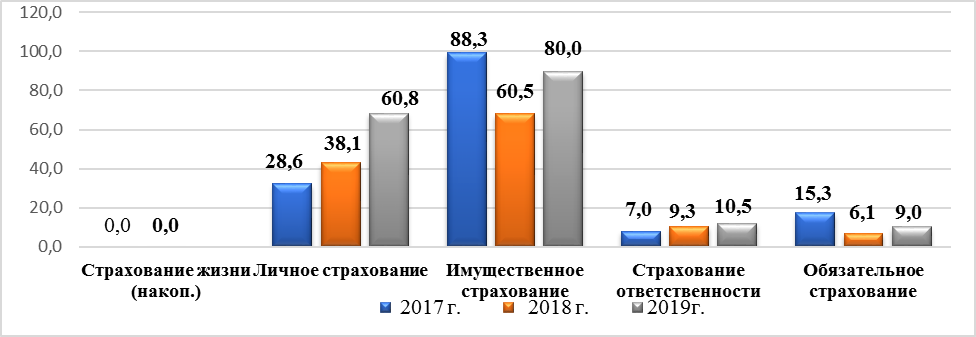 120,0
100,0
80,0
60,0
40,0
20,0
0,0
0,0 0,0
28,6 38,1 60,8
88,3 60,5 80,0
7,0 9,3 10,5
15,3 6,1 9,0
Страхование жизни
(накоп.)
Личное страхование
Имущественное
страхование
Страхование
ответственности
Обязательное
страхование
2017 г. 2018 г. 2019г.